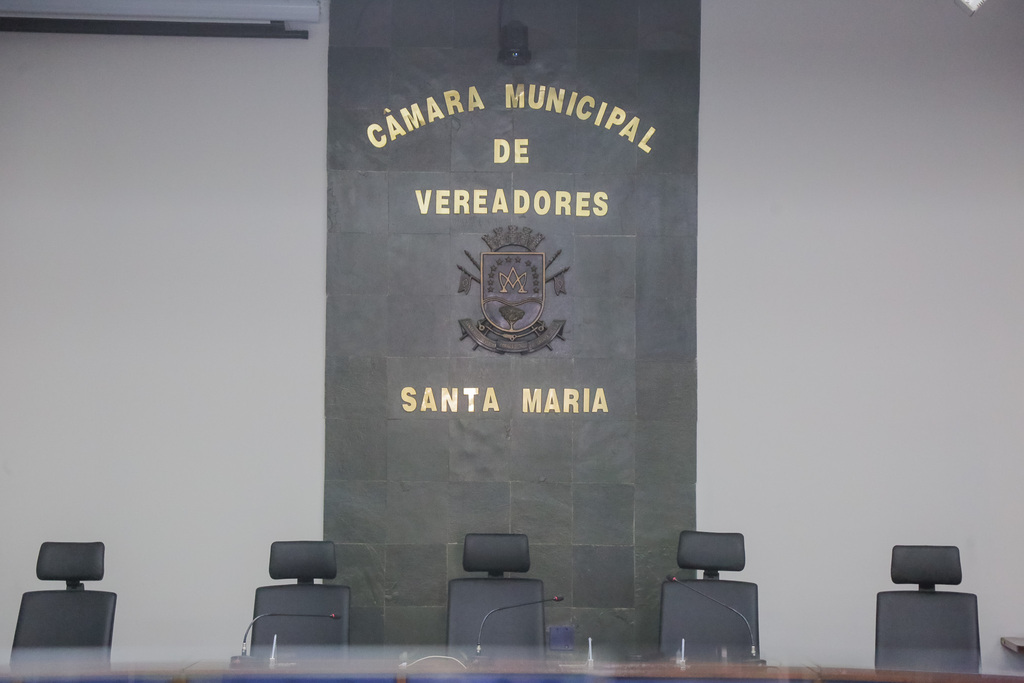 CÂMARA MUNICIPAL
DE
VEREADORES
SANTA MARIA